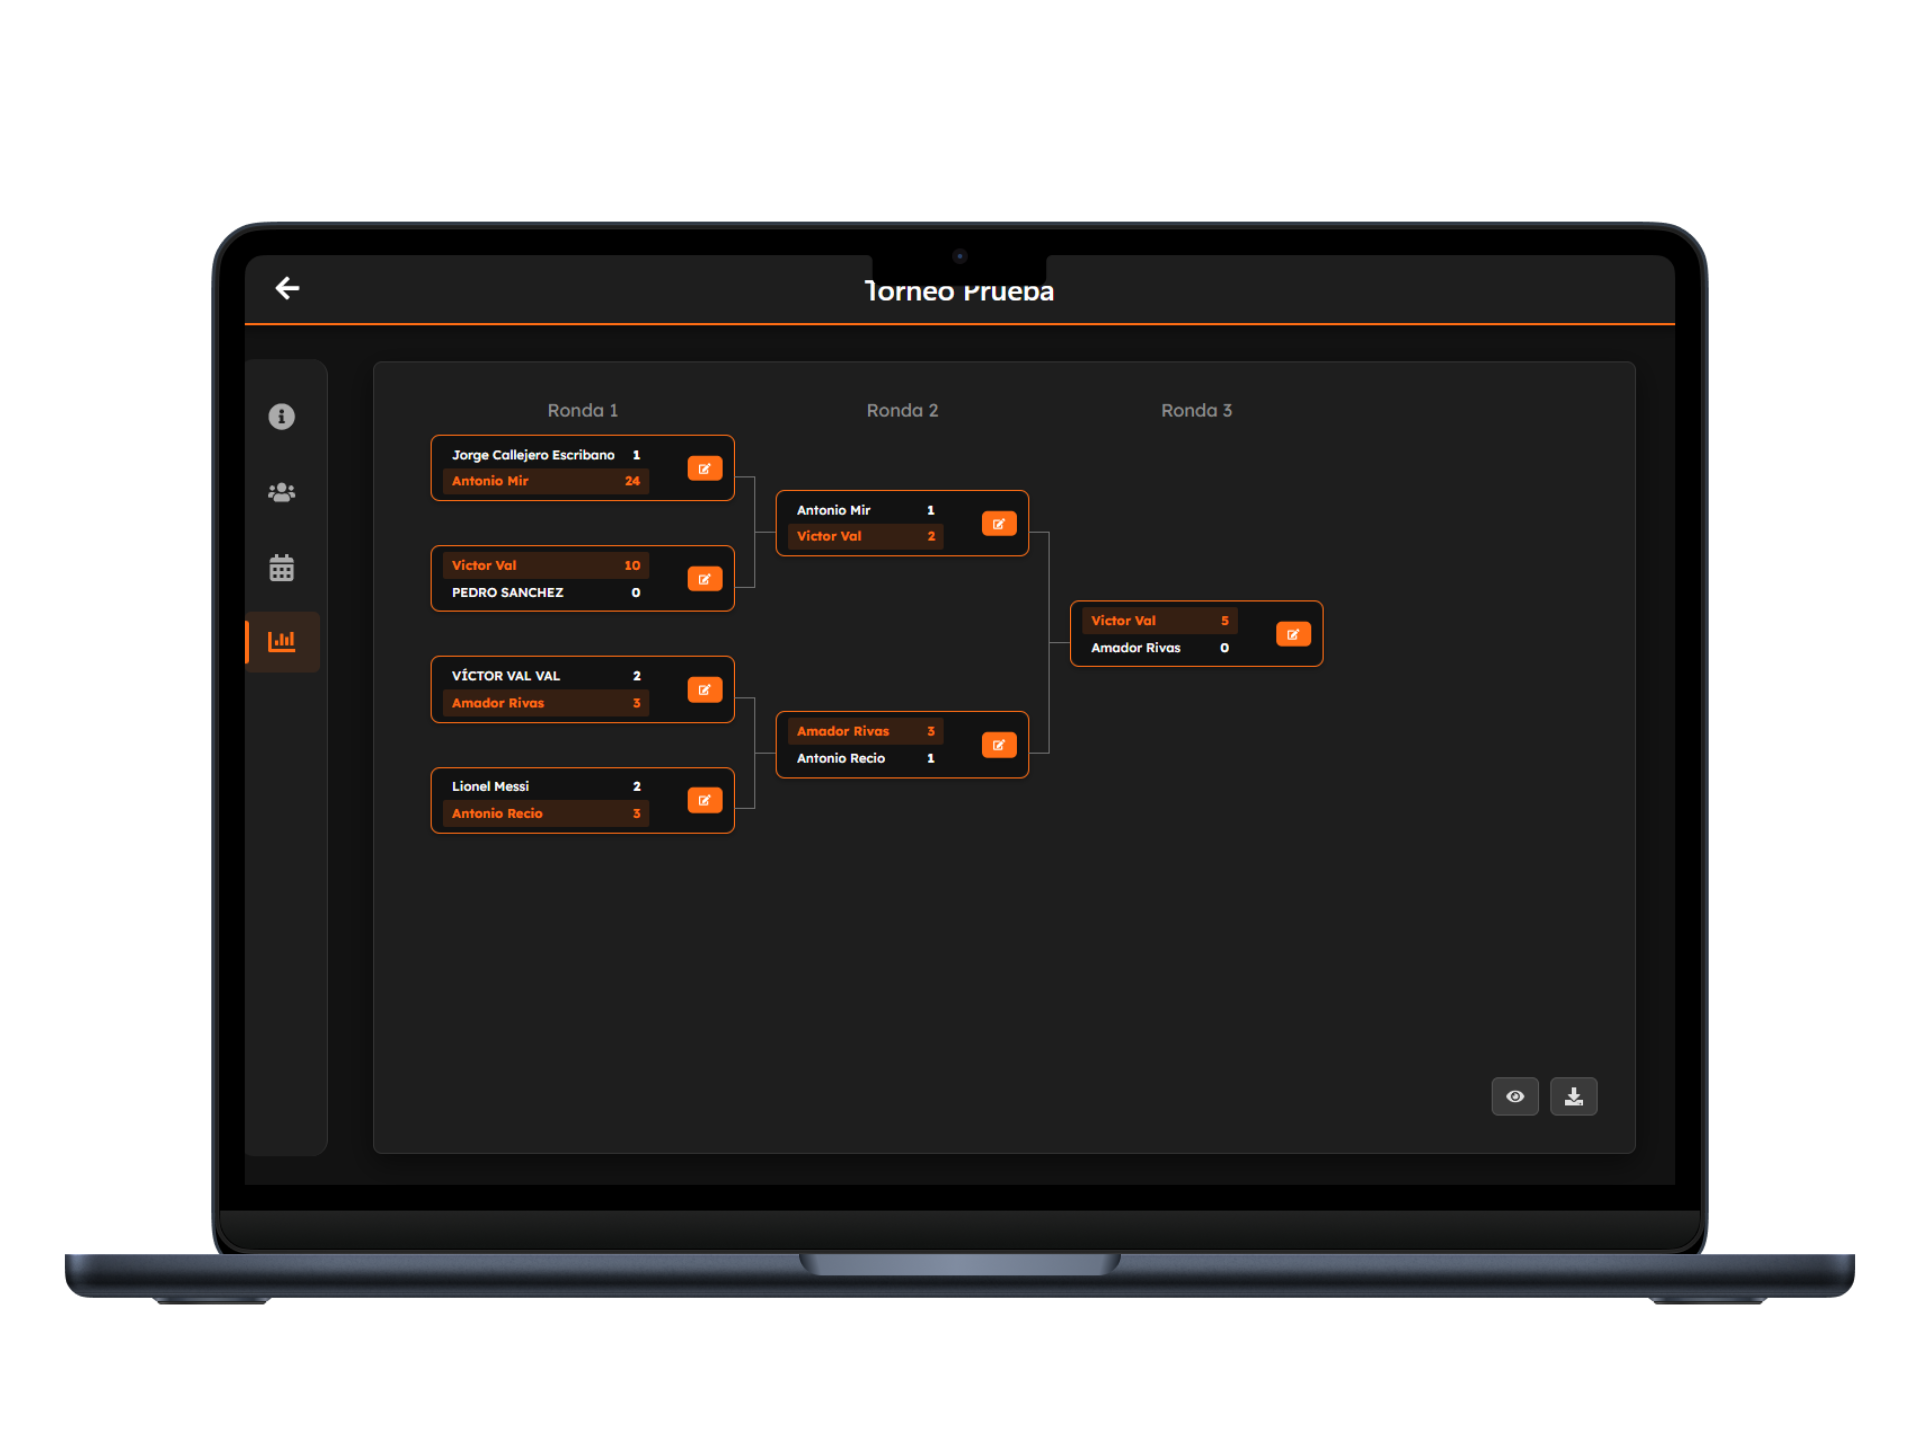 Torneo Prueba
Ronda 1
Ronda 2
Ronda 3
Jorge Callejero Escribano 1
Antonio Mir 24
Victor Val 10
PEDRO SANCHEZ 0
VÍCTOR VAL VAL 2
Amador Rivas 3
Lionel Messi 2
Antonio Recio 3
Antonio Mir 1
Victor Val 2
Amador Rivas 3
Antonio Recio 1
Victor Val 5
Amador Rivas 0